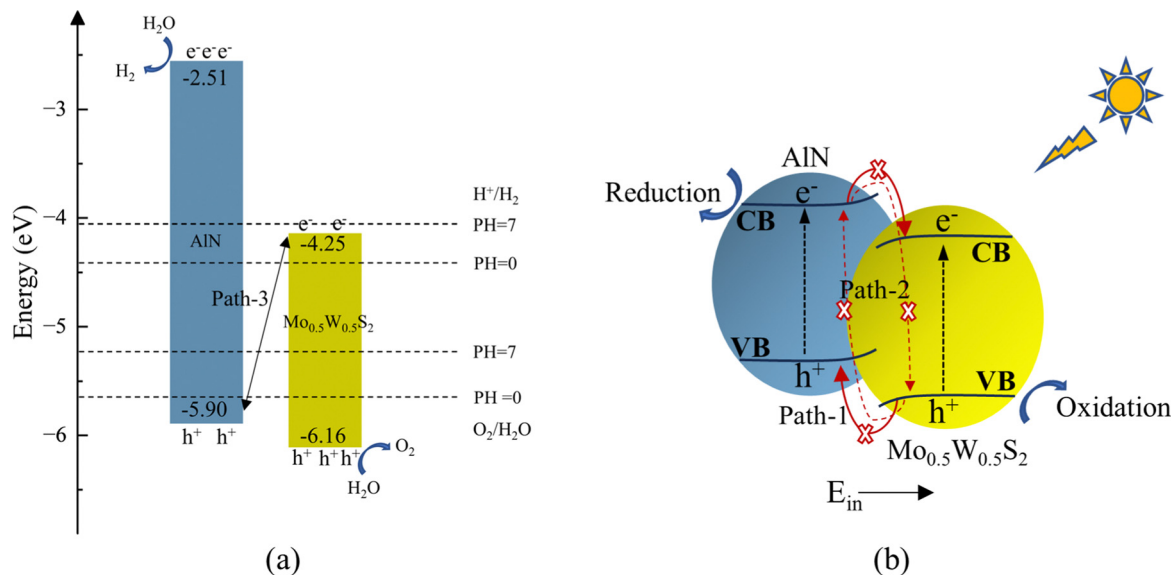 H₂O
e⁻e⁻e⁻
H₂
-2.51
−3
H⁺/H₂
−4
PH=7
e⁻ e⁻
AlN
-4.25
PH=0
Energy (eV)
Path-3
Mo₀.₅W₀.₅S₂
−5
PH=7
PH =0
-5.90
−6
h⁺ h⁺
-6.16
O₂/H₂O
h⁺ h⁺h⁺
O₂
H₂O
(a)
AlN
Reduction
e⁻
CB
e⁻
CB
Path-2
VB
h⁺
VB
h⁺
Path-1
Oxidation
Mo₀.₅W₀.₅S₂
Eᵢₙ
(b)